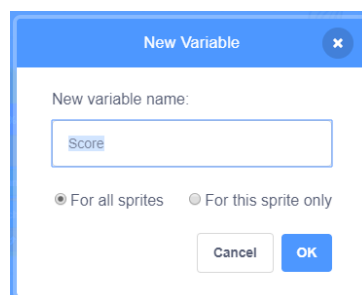 New Variable
New variable name:
Score
For all sprites For this sprite only
Cancel OK